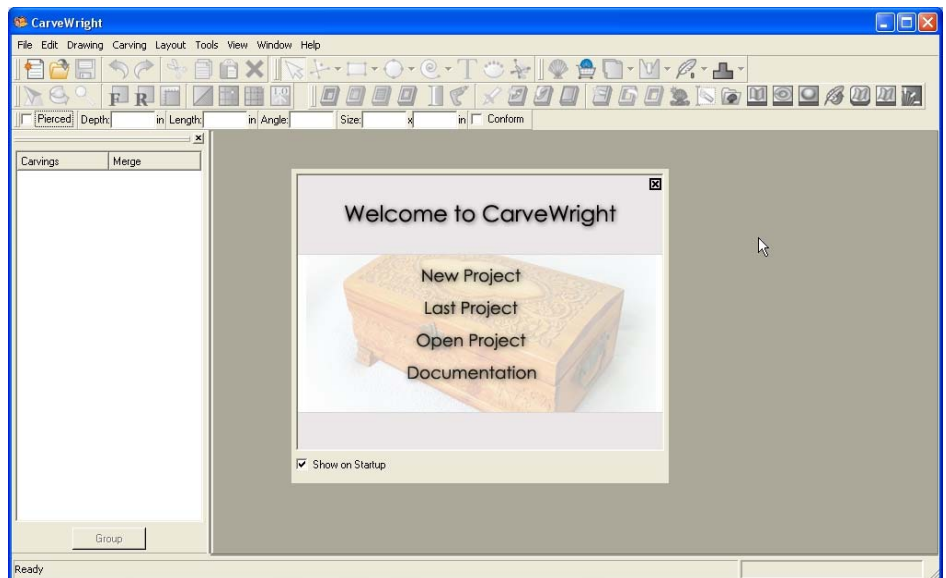 CarveWright
File Edit Drawing Carving Layout Tools View Window Help
T
F R
Pierced Depth: in Length: in Angle: Size: x in Conform
Carvings Merge
Welcome to CarveWright
New Project
Last Project
Open Project
Documentation
Show on Startup
Group
Ready